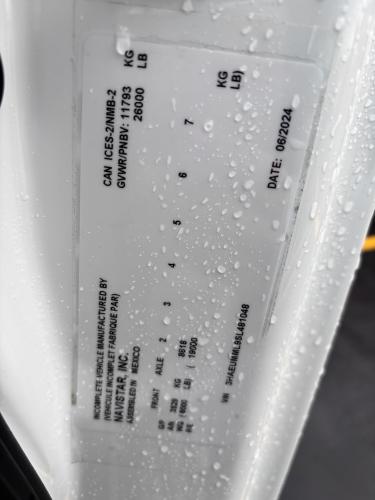 INCOMPLETE VEHICLE MANUFACTURED BY
(VEHICULE INCOMPLET FABRIQUE PAR)
NAVISTAR, INC.
ASSEMBLED IN MEXICO
CAN ICES-2/NMB-2
GVWR/PNBV: 11793 KG
26000 LB
FRONT AXLE 2 3 4 5 6 7
KG 8618 KG
LB) ( 19000 LB)
VIN 3HAEUMML9SL491048
DATE: 06/2024